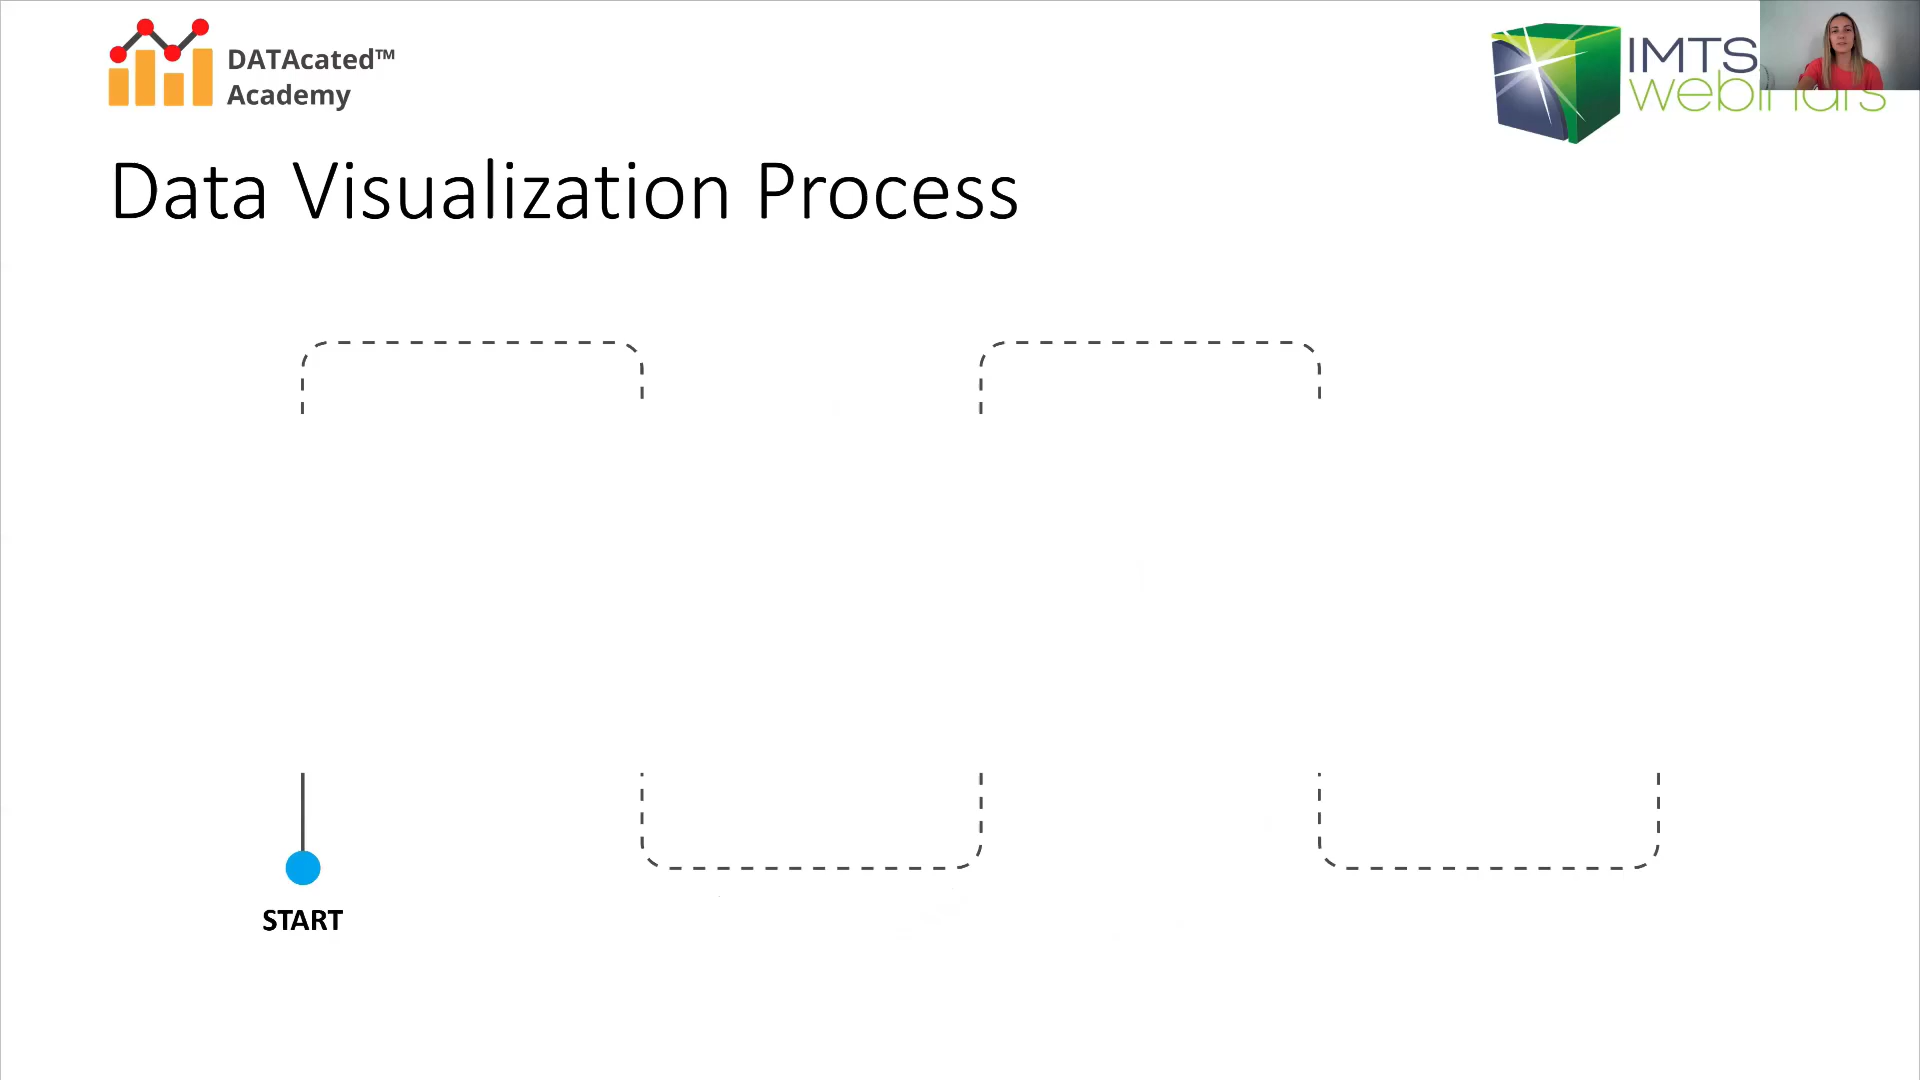 DATAcated™
Academy
IMTS
webinars
Data Visualization Process
START